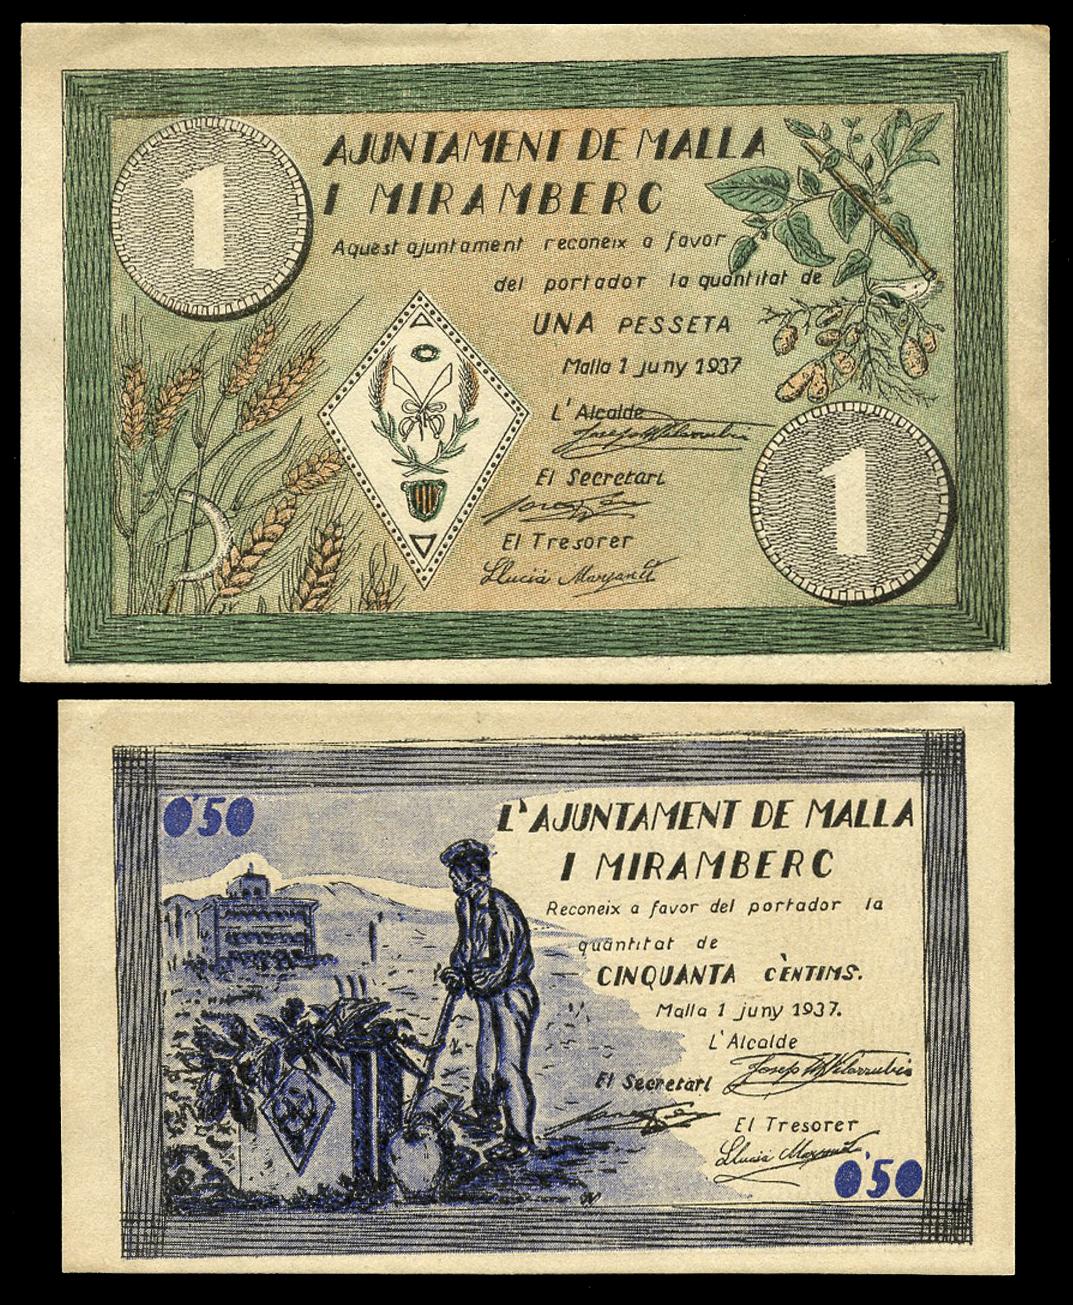 1
AJUNTAMENT DE MALLA
I MIRAMBERC
Aquest ajuntament reconeix a favor
del portador la quantitat de
UNA PESSETA
Malla 1 juny 1937
L'Alcalde
El Secretari
El Tresorer
Lluciá Marjanet
1
0'50
L'AJUNTAMENT DE MALLA
I MIRAMBERC
Reconeix a favor del portador la
quantitat de
CINQUANTA CÈNTIMS.
Malla 1 juny 1937.
L'Alcalde
El Secretari
El Tresorer
0'50